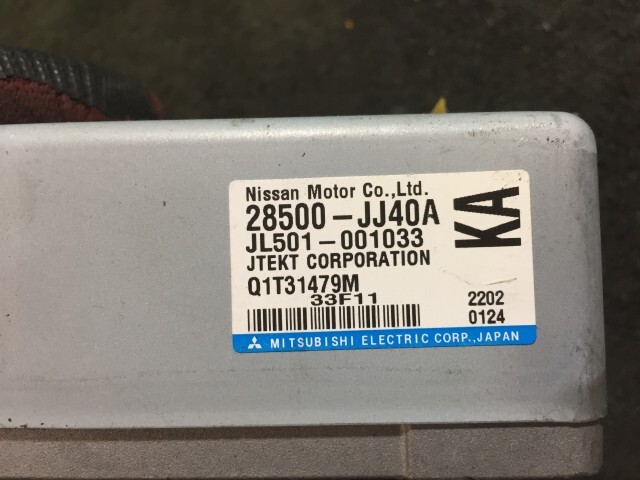 Nissan Motor Co.,Ltd.
28500-JJ40A
KA
JL501-001033
JTEKT CORPORATION
Q1T31479M
33F11
2202
0124
MITSUBISHI ELECTRIC CORP.,JAPAN